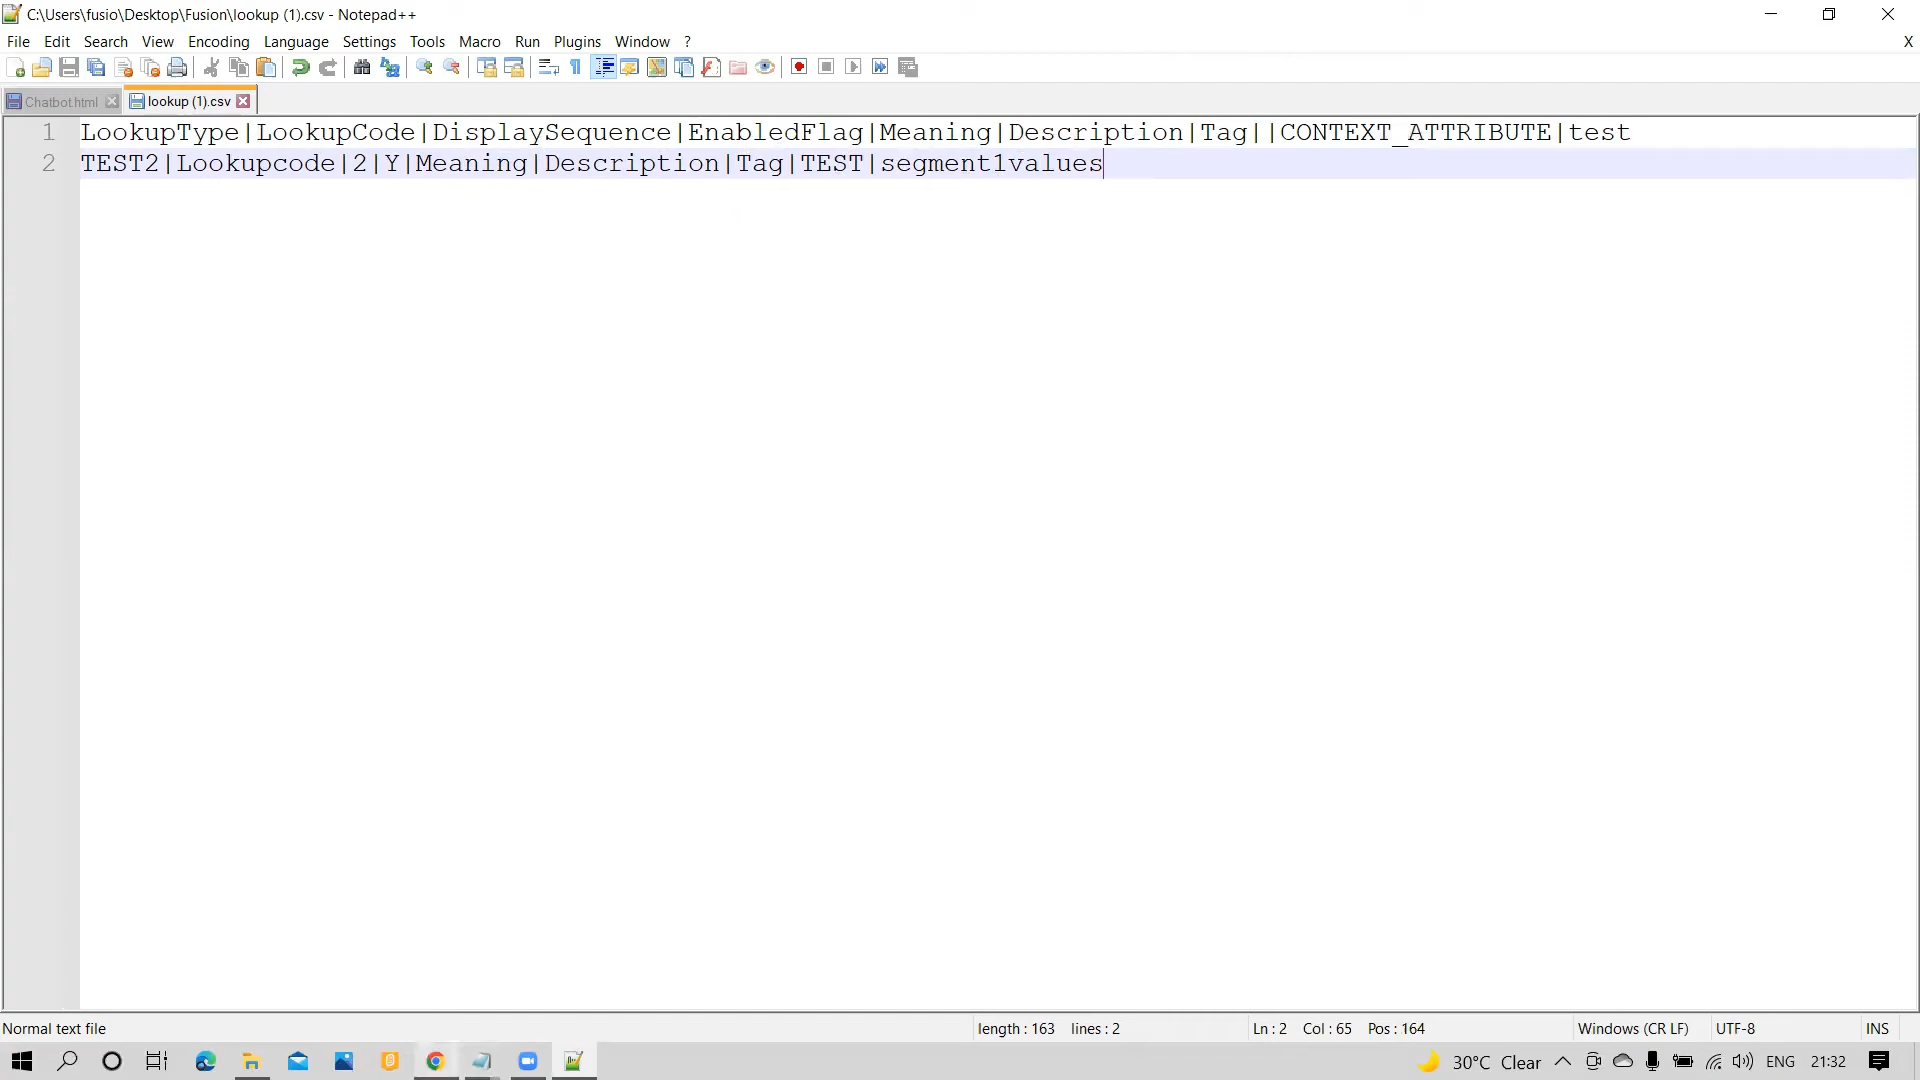 C:\Users\fusio\Desktop\Fusion\lookup (1).csv - Notepad++
File Edit Search View Encoding Language Settings Tools Macro Run Plugins Window ? X
Chatbot.html lookup (1).csv
1 LookupType|LookupCode|DisplaySequence|EnabledFlag|Meaning|Description|Tag||CONTEXT_ATTRIBUTE|test
2 TEST2|Lookupcode|2|Y|Meaning|Description|Tag|TEST|segment1values
Normal text file length : 163 lines : 2 Ln : 2 Col : 65 Pos : 164 Windows (CR LF) UTF-8 INS
30°C Clear ENG 21:32